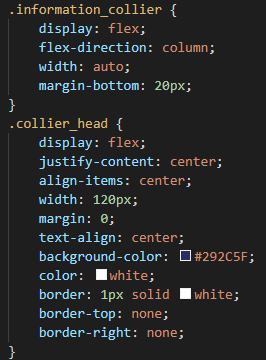 .information_collier {
display: flex;
flex-direction: column;
width: auto;
margin-bottom: 20px;
}
.collier_head {
display: flex;
justify-content: center;
align-items: center;
width: 120px;
margin: 0;
text-align: center;
background-color: #292C5F;
color: white;
border: 1px solid white;
border-top: none;
border-right: none;
}